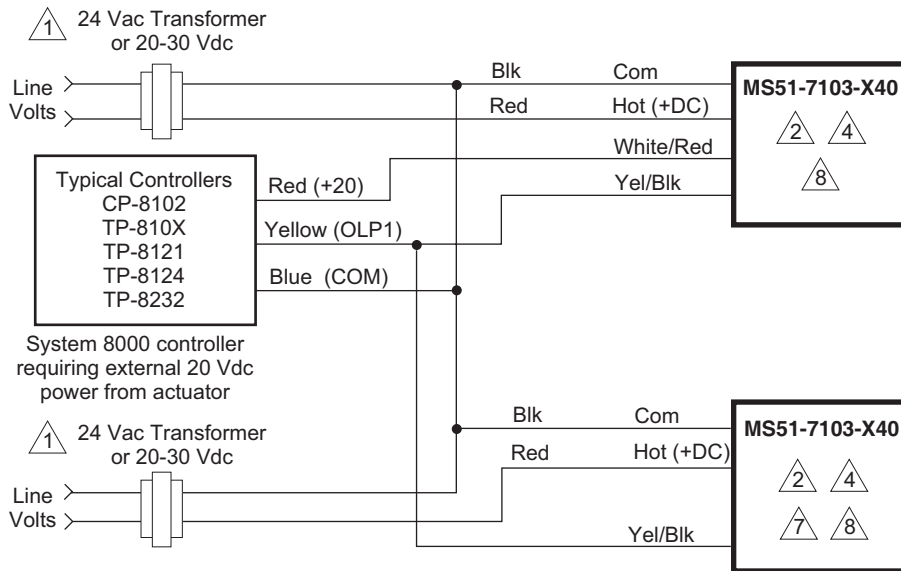 1
24 Vac Transformer
or 20-30 Vdc
Line
Volts
Blk
Com
Red
Hot (+DC)
White/Red
Yel/Blk
MS51-7103-X40
2
4
8
Typical Controllers
CP-8102
TP-810X
TP-8121
TP-8124
TP-8232
Red (+20)
Yellow (OLP1)
Blue (COM)
System 8000 controller
requiring external 20 Vdc
power from actuator
1
24 Vac Transformer
or 20-30 Vdc
Line
Volts
Blk
Com
Red
Hot (+DC)
Yel/Blk
MS51-7103-X40
2
4
7
8